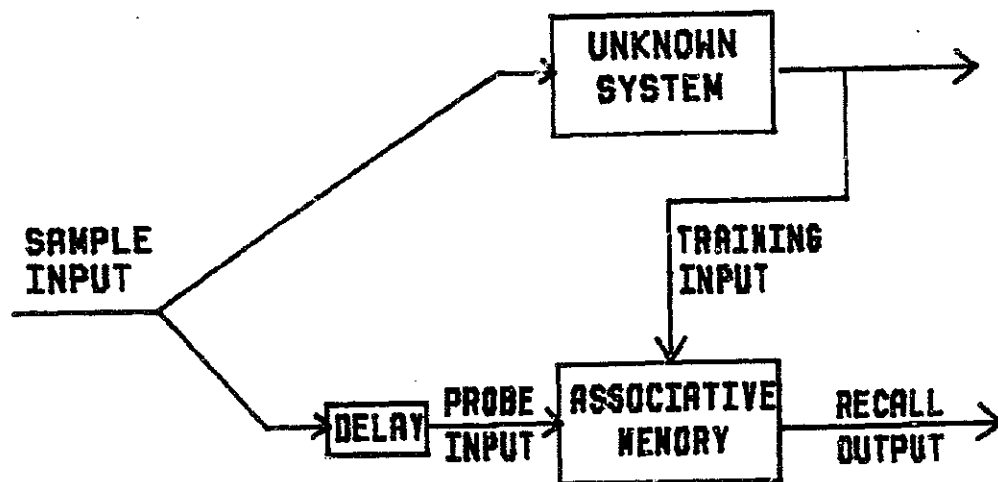 UNKNOWN
SYSTEM
SAMPLE
INPUT
TRAINING
INPUT
DELAY
PROBE
INPUT
ASSOCIATIVE
MEMORY
RECALL
OUTPUT